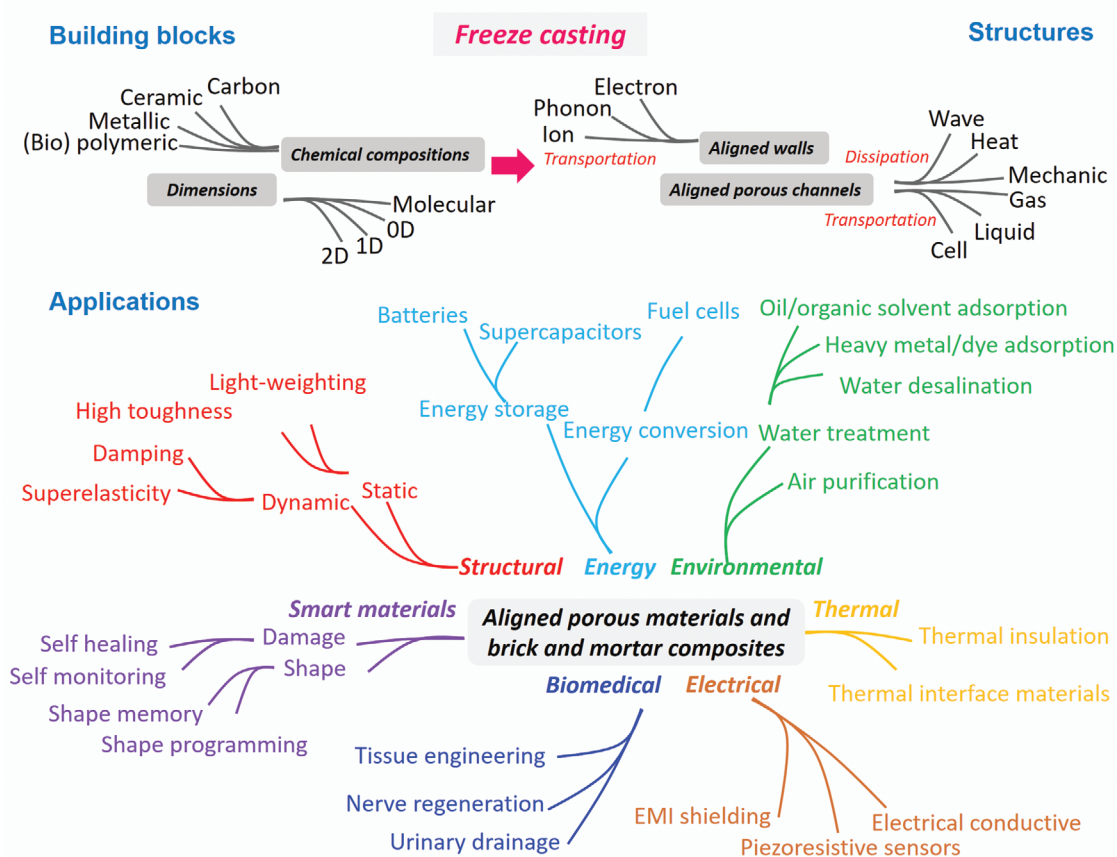 Building blocks
Freeze casting
Structures
Carbon
Ceramic
Metallic
(Bio) polymeric
Chemical compositions
Dimensions
Molecular
0D
1D
2D
Electron
Phonon
Ion
Transportation
Aligned walls
Aligned porous channels
Dissipation
Transportation
Wave
Heat
Mechanic
Gas
Liquid
Cell
Applications
Batteries
Supercapacitors
Fuel cells
Oil/organic solvent adsorption
Heavy metal/dye adsorption
Water desalination
Light-weighting
High toughness
Damping
Superelasticity
Dynamic
Static
Energy storage
Energy conversion
Water treatment
Air purification
Structural
Energy
Environmental
Smart materials
Aligned porous materials and
brick and mortar composites
Thermal
Self healing
Self monitoring
Damage
Shape
Shape memory
Shape programming
Thermal insulation
Thermal interface materials
Biomedical
Electrical
Tissue engineering
Nerve regeneration
Urinary drainage
EMI shielding
Piezoresistive sensors
Electrical conductive